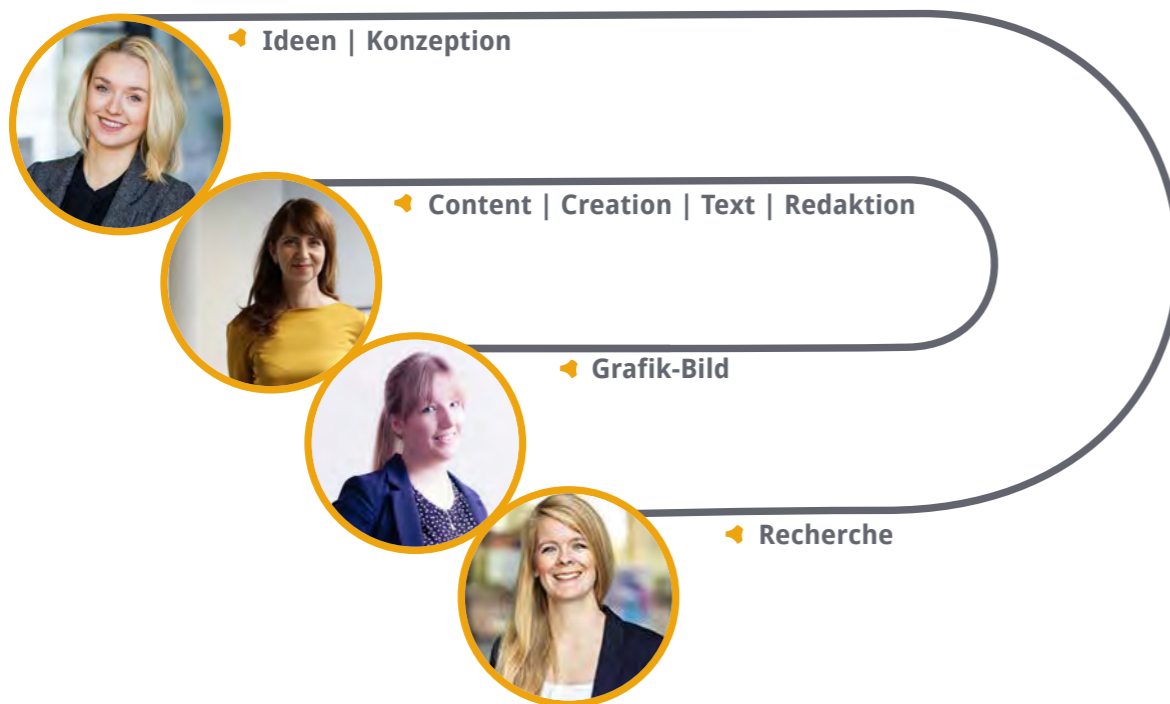 Ideen | Konzeption
Content | Creation | Text | Redaktion
Grafik-Bild
Recherche